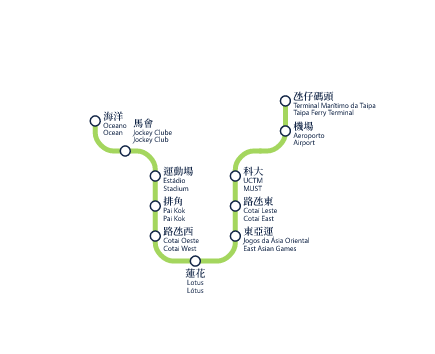 海洋
Oceano
Ocean
馬會
Jockey Clube
Jockey Club
運動場
Estádio
Stadium
排角
Pai Kok
Pai Kok
路氹西
Cotai Oeste
Cotai West
蓮花
Lotus
Lótus
東亞運
Jogos da Ásia Oriental
East Asian Games
路氹東
Cotai Leste
Cotai East
科大
UCTM
MUST
機場
Aeroporto
Airport
氹仔碼頭
Terminal Marítimo da Taipa
Taipa Ferry Terminal